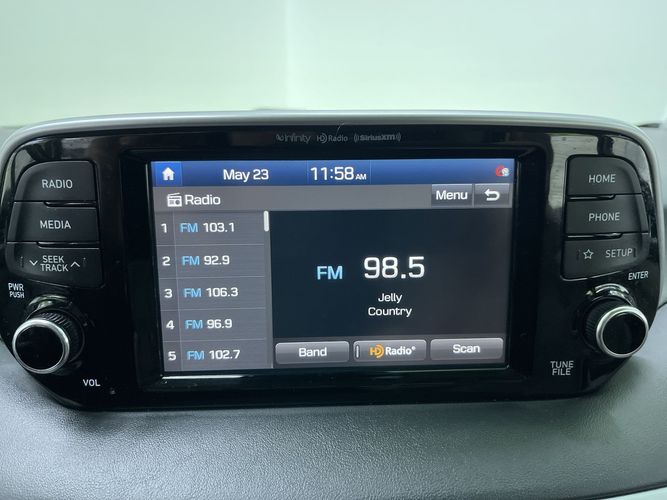 infinity HD Radio ((SiriusXM))
May 23 11:58 AM
Radio
Menu
1 FM 103.1
2 FM 92.9
3 FM 106.3
4 FM 96.9
5 FM 102.7
FM 98.5
Jelly
Country
Band
HD Radio
Scan
RADIO
MEDIA
SEEK
TRACK
PWR
PUSH
VOL
HOME
PHONE
SETUP
ENTER
TUNE
FILE